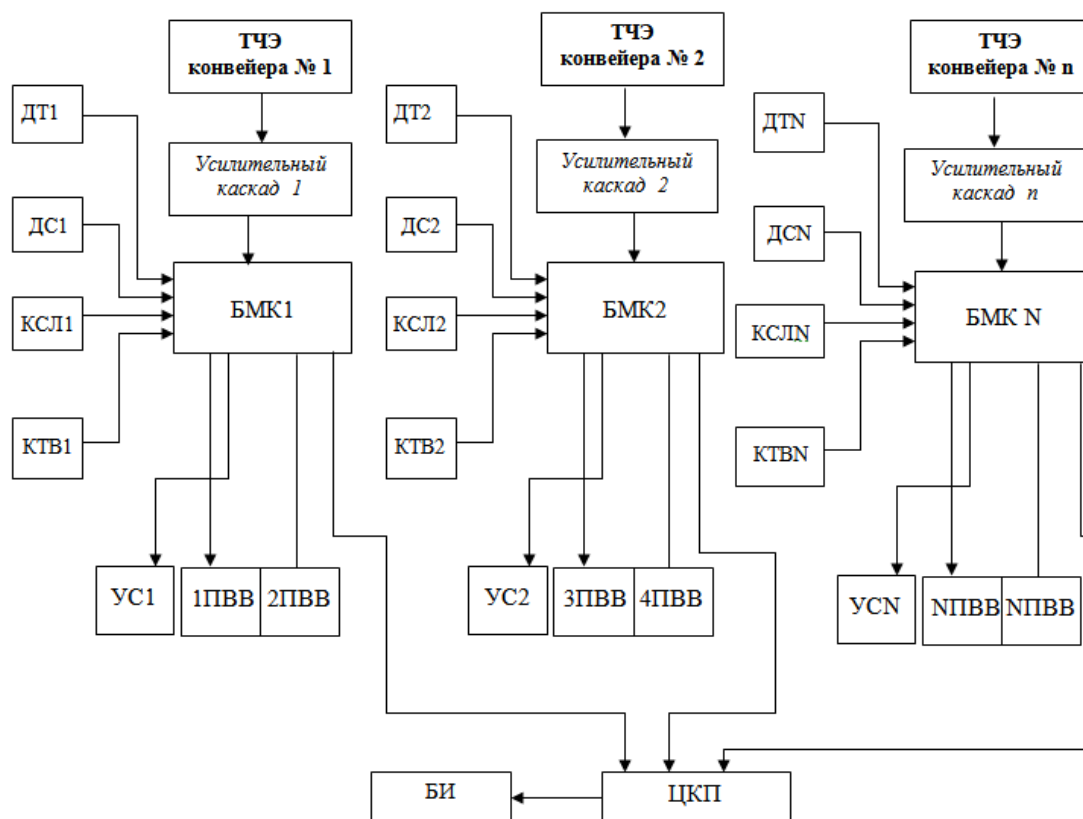 ТЧЭ
конвейера № 1
ТЧЭ
конвейера № 2
ТЧЭ
конвейера № n
ДТ1
ДТ2
ДТN
Усилительный
каскад 1
Усилительный
каскад 2
Усилительный
каскад n
ДС1
ДС2
ДСN
БМК1
БМК2
БМК N
КСЛ1
КСЛ2
КСЛN
КТВ1
КТВ2
КТВN
УС1
1ПВВ
2ПВВ
УС2
3ПВВ
4ПВВ
УСN
NПВВ
NПВВ
БИ
ЦКП